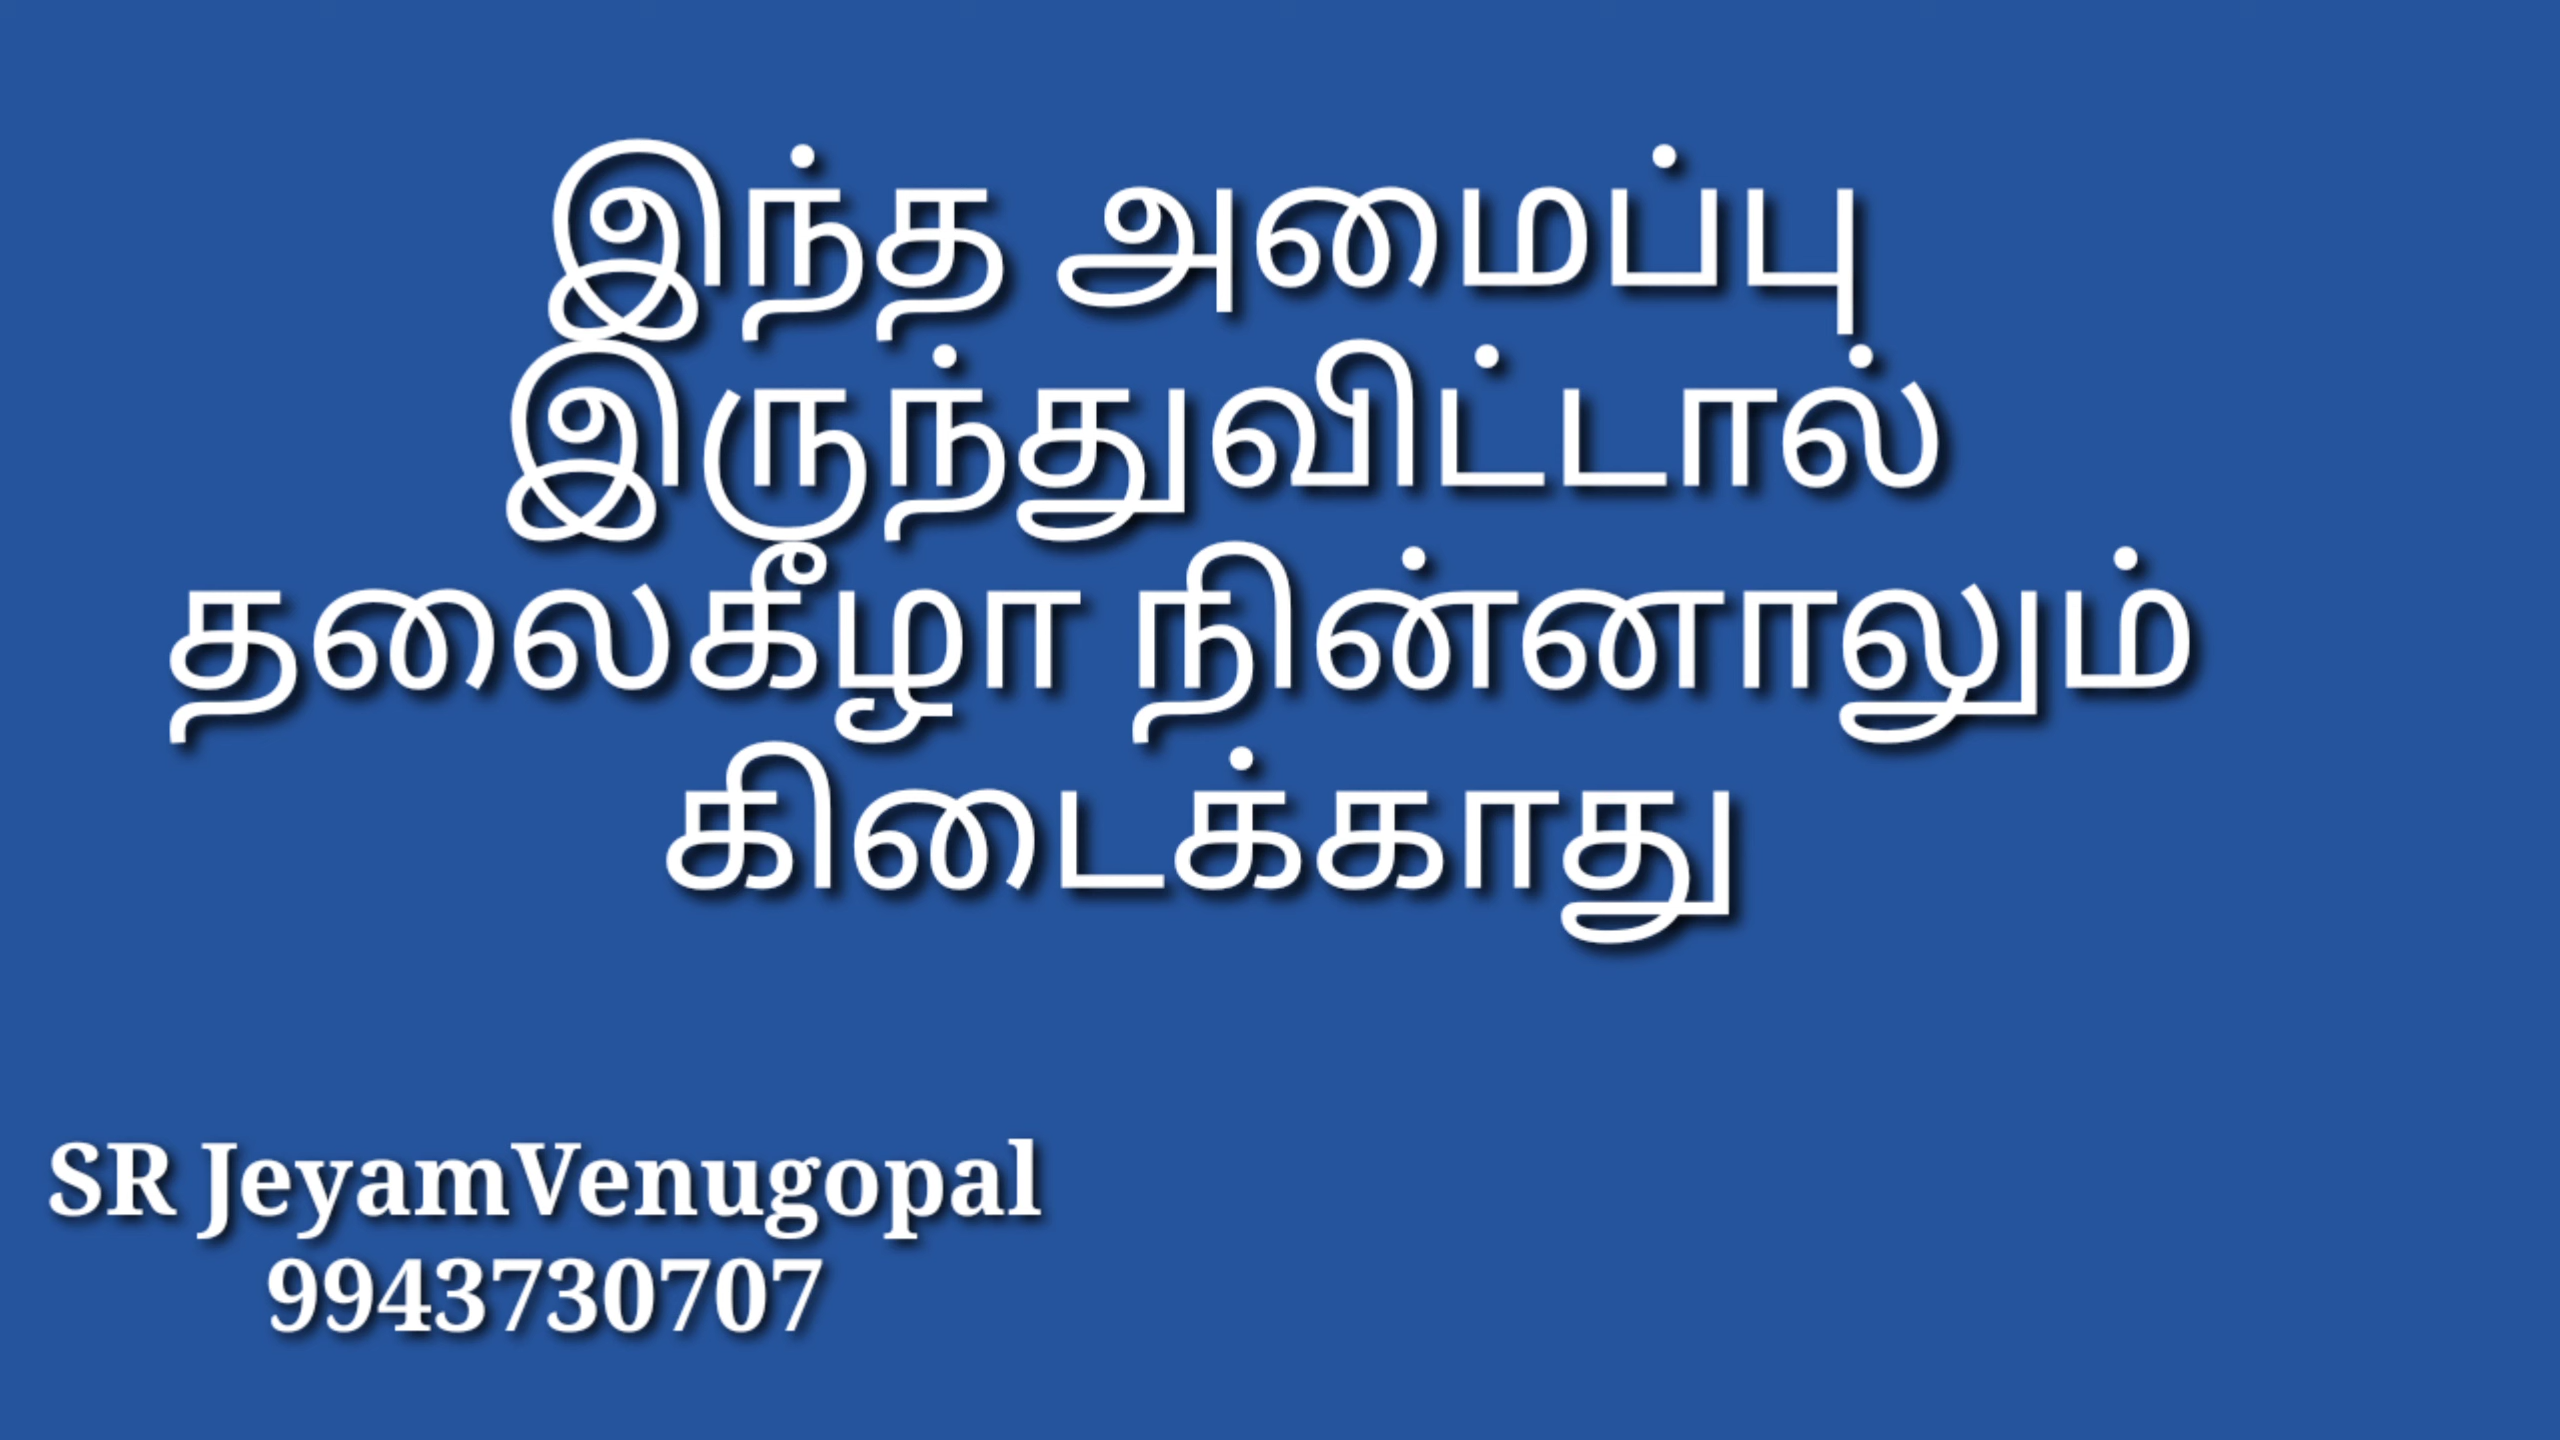 இந்த அமைப்பு
இருந்துவிட்டால்
தலைகீழா நின்னாலும்
கிடைக்காது
SR JeyamVenugopal
9943730707